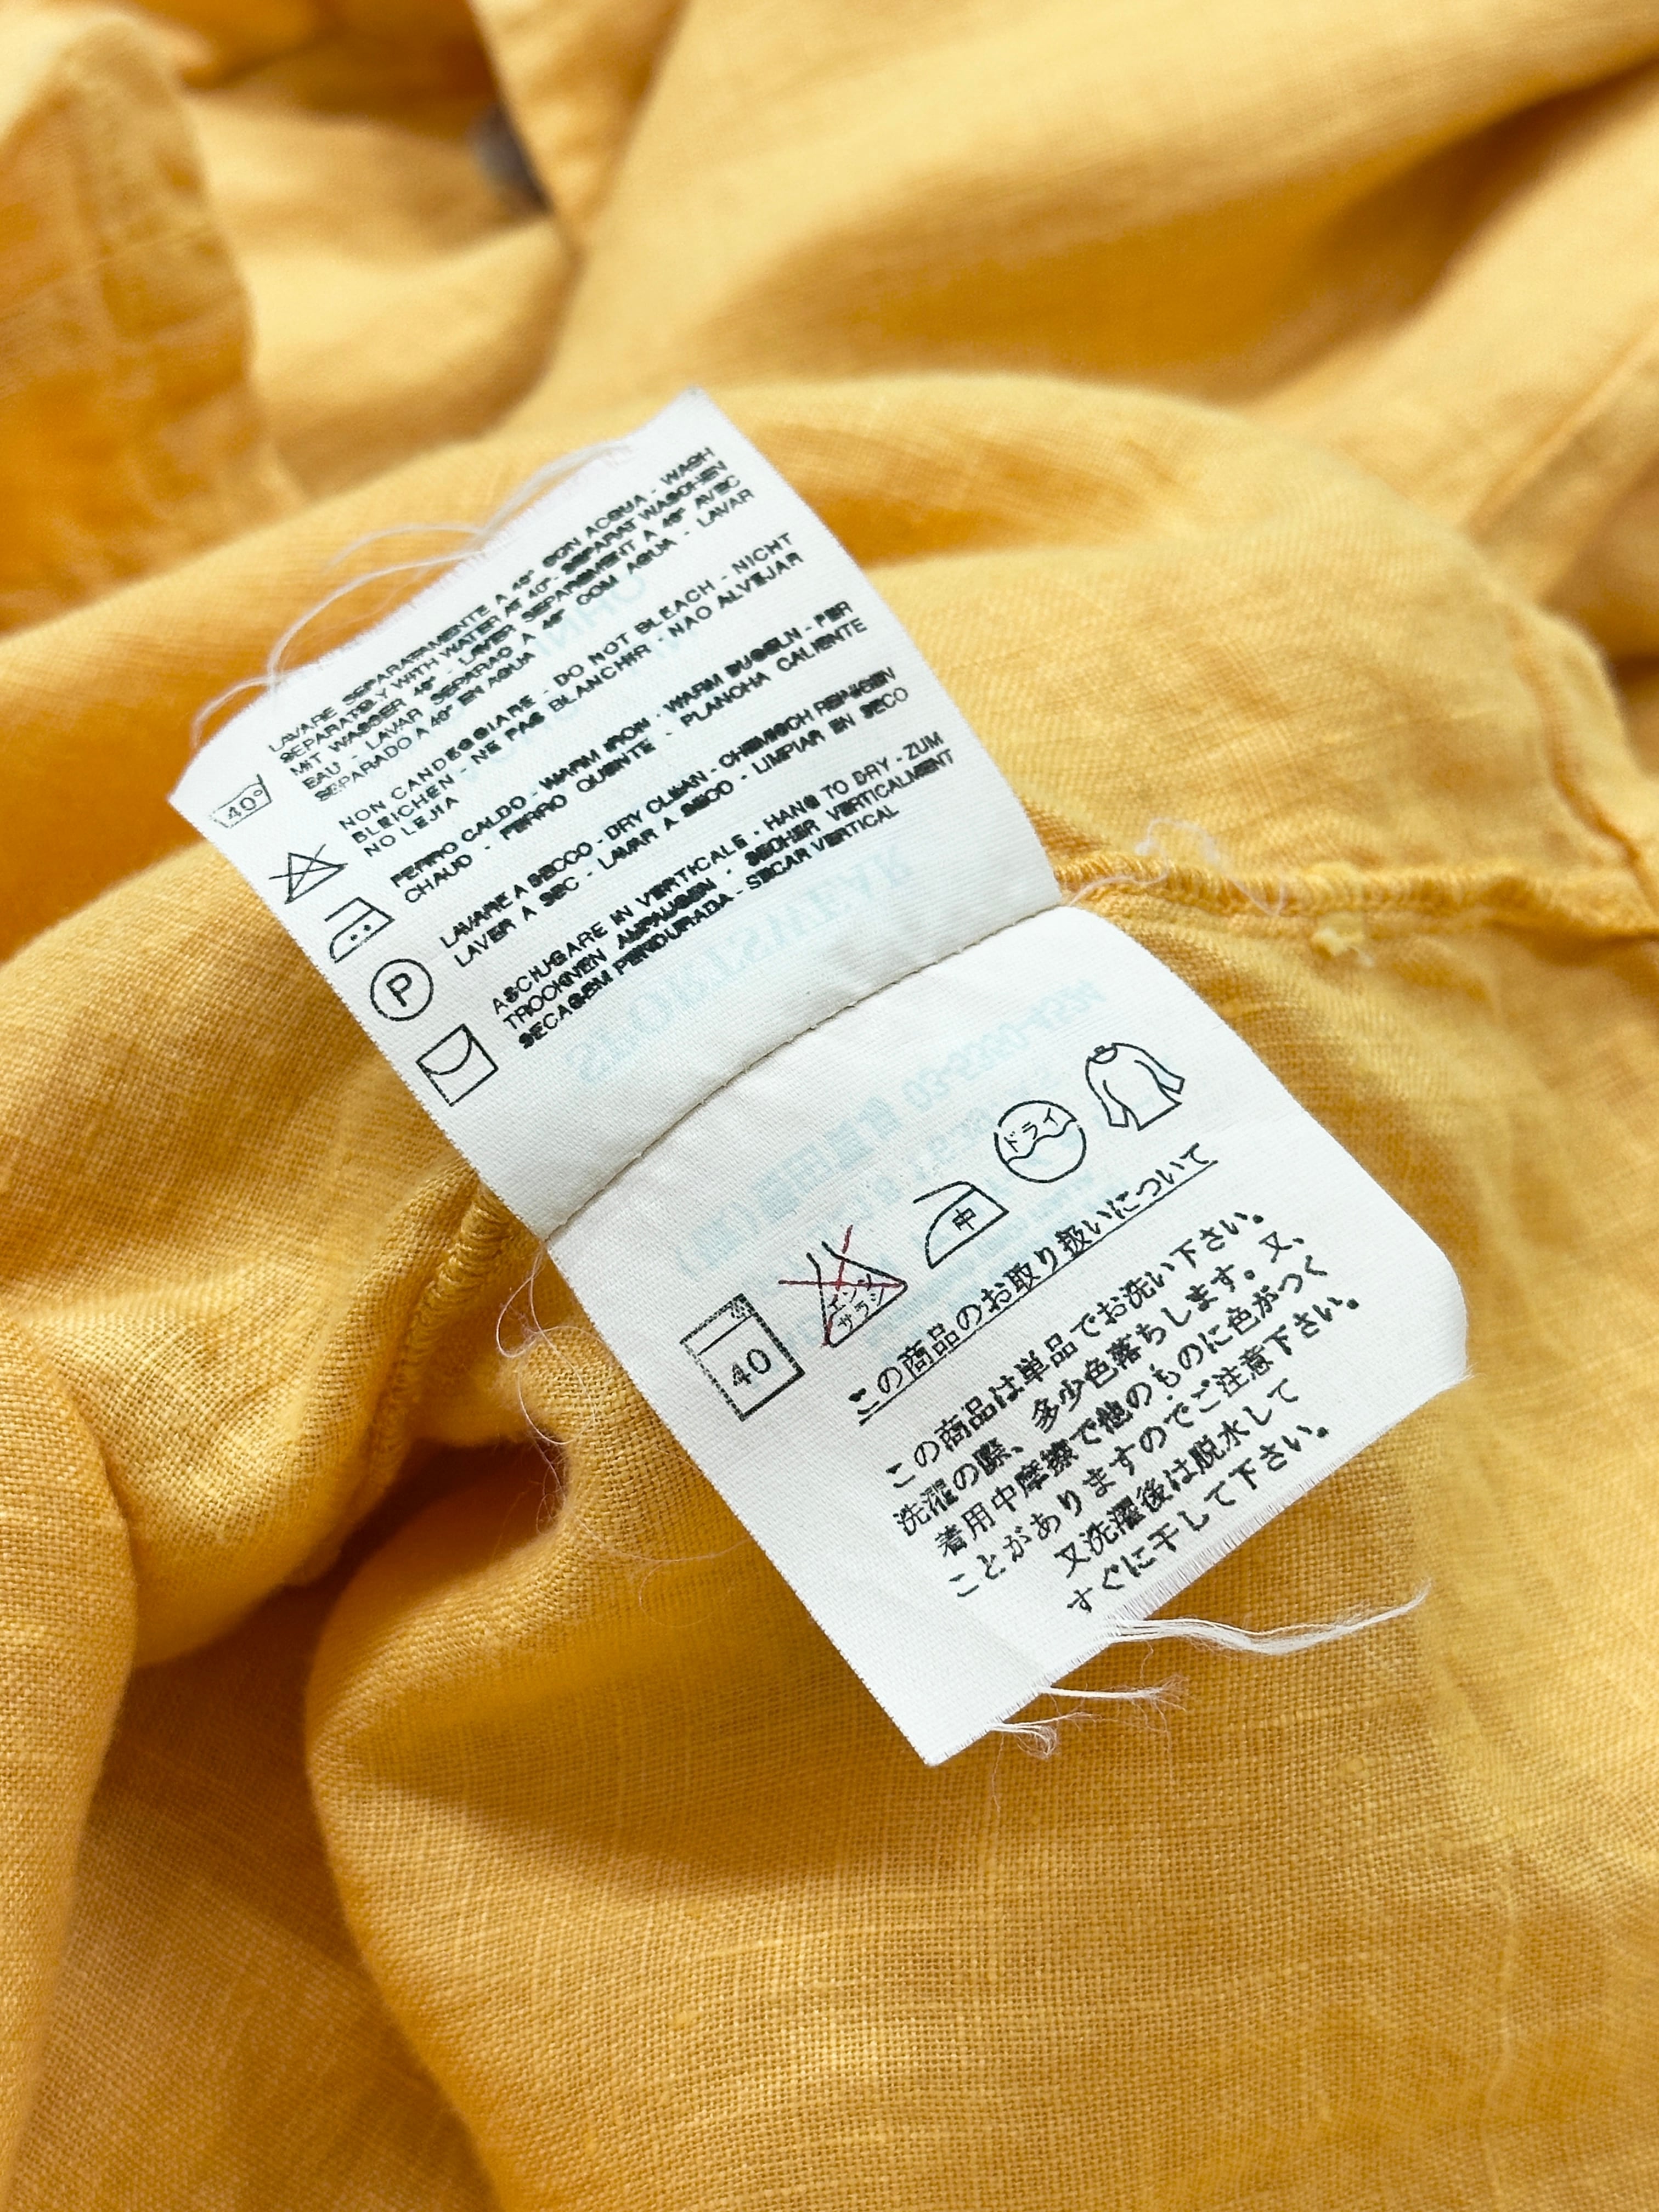 40°
LAVARE SEPARATAMENTE A 40° CON ACQUA - WASH
SEPARATELY WITH WATER AT 40°- SEPARAT WASCHEN
MIT WASSER 40° - LAVER SEPAREMENT A 40° AVEC
EAU - LAVAR SEPARAO A 40° COM AGUA - LAVAR
SEPARADO A 40° EN AGUA
NON CANDEGGIARE - DO NOT BLEACH - NICHT
BLEICHEN - NE PAS BLANCHIR - NAO ALVEJAR
NO LEJIA
FERRO CALDO - WARM IRON - WARM BUGELN - FER
CHAUD - FERRO QUENTE - PLANCHA CALIENTE
P
LAVARE A SECCO - DRY CLEAN - CHEMISCH REINIGEN
LAVER A SEC - LAVAR A SECO - LIMPIAR EN SECO
ASCIUGARE IN VERTICALE - HANG TO DRY - ZUM
TROCKNEN AUFAUGEN - SECHER VERTICALMENT
SECAGEM PENDURADA - SECAR VERTICAL
40
エンソ
サラシ
中
ドライ
この商品のお取り扱いについて
この商品は単品でお洗い下さい。
洗濯の際、多少色落ちします。又、
着用中摩擦で他のものに色がつく
ことがありますのでご注意下さい。
又洗濯後は脱水して
すぐに干して下さい。